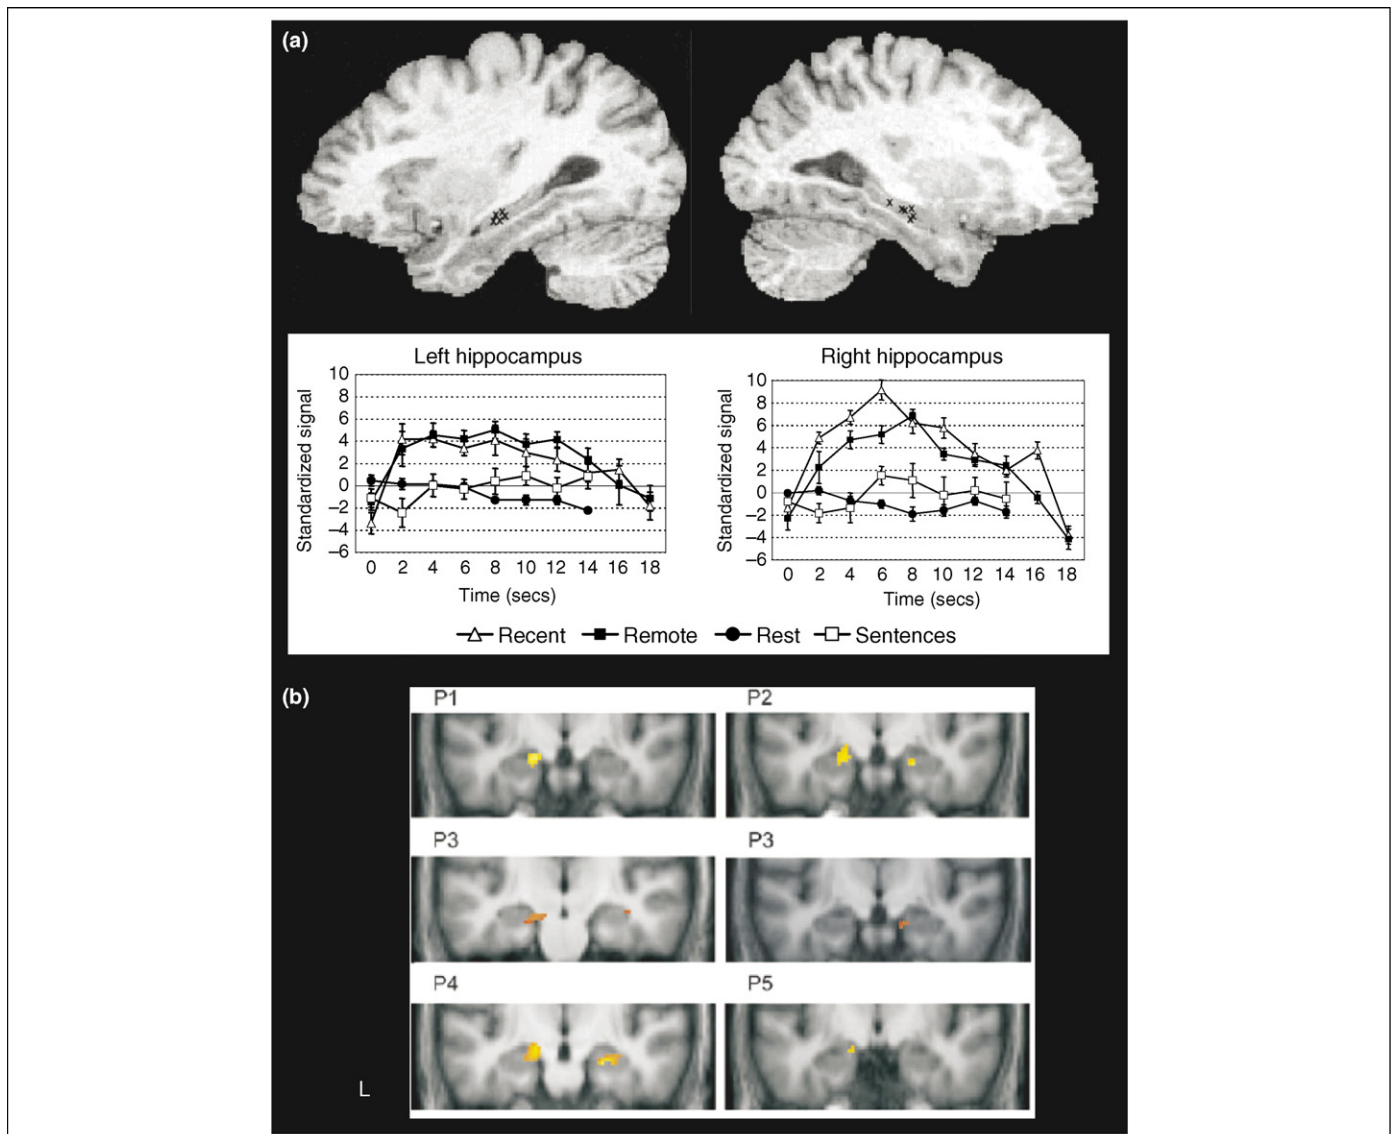 (a)
Left hippocampus
Right hippocampus
Standardized signal
10
8
6
4
2
0
–2
–4
–6
0 2 4 6 8 10 12 14 16 18
Time (secs)
Standardized signal
10
8
6
4
2
0
–2
–4
–6
0 2 4 6 8 10 12 14 16 18
Time (secs)
Recent Remote Rest Sentences
(b)
P1 P2
P3 P3
P4 P5
L